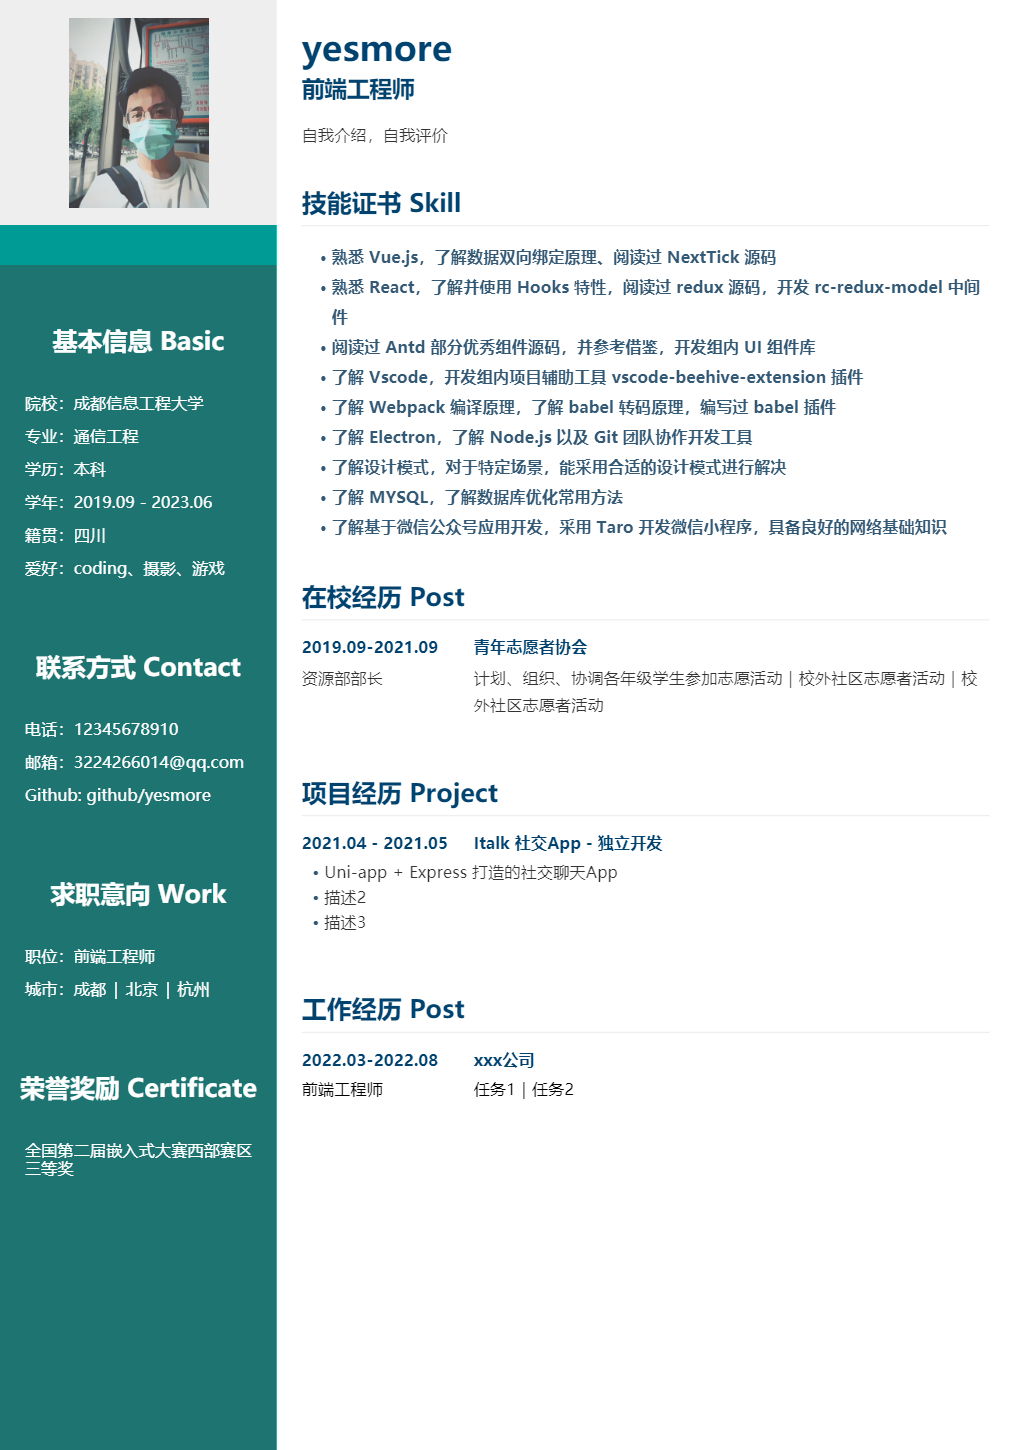 基本信息 Basic
院校：成都信息工程大学
专业：通信工程
学历：本科
学年：2019.09 - 2023.06
籍贯：四川
爱好：coding、摄影、游戏
联系方式 Contact
电话：12345678910
邮箱：3224266014@qq.com
Github: github/yesmore
求职意向 Work
职位：前端工程师
城市：成都 | 北京 | 杭州
荣誉奖励 Certificate
全国第二届嵌入式大赛西部赛区
三等奖
yesmore
前端工程师
自我介绍，自我评价
技能证书 Skill
• 熟悉 Vue.js，了解数据双向绑定原理、阅读过 NextTick 源码
• 熟悉 React，了解并使用 Hooks 特性，阅读过 redux 源码，开发 rc-redux-model 中间
件
• 阅读过 Antd 部分优秀组件源码，并参考借鉴，开发组内 UI 组件库
• 了解 Vscode，开发组内项目辅助工具 vscode-beehive-extension 插件
• 了解 Webpack 编译原理，了解 babel 转码原理，编写过 babel 插件
• 了解 Electron，了解 Node.js 以及 Git 团队协作开发工具
• 了解设计模式，对于特定场景，能采用合适的设计模式进行解决
• 了解 MYSQL，了解数据库优化常用方法
• 了解基于微信公众号应用开发，采用 Taro 开发微信小程序，具备良好的网络基础知识
在校经历 Post
2019.09-2021.09 青年志愿者协会
资源部部长 计划、组织、协调各年级学生参加志愿活动 | 校外社区志愿者活动 | 校
外社区志愿者活动
项目经历 Project
2021.04 - 2021.05 Italk 社交App - 独立开发
• Uni-app + Express 打造的社交聊天App
• 描述2
• 描述3
工作经历 Post
2022.03-2022.08 xxx公司
前端工程师 任务1 | 任务2